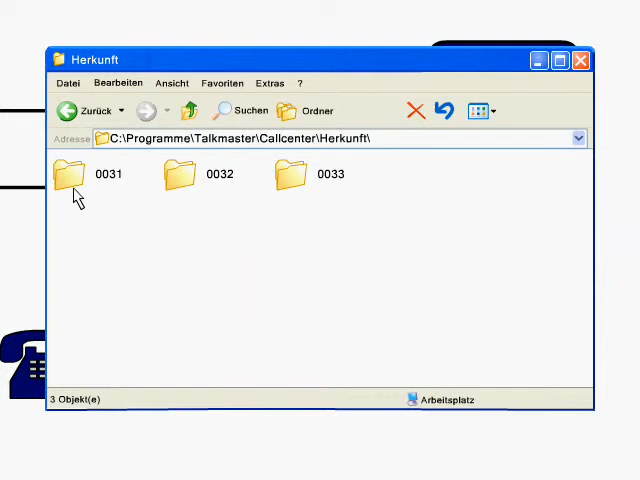 Herkunft
Datei Bearbeiten Ansicht Favoriten Extras ?
Zurück Suchen Ordner
Adresse C:\Programme\Talkmaster\Callcenter\Herkunft\
0031 0032 0033
3 Objekt(e) Arbeitsplatz